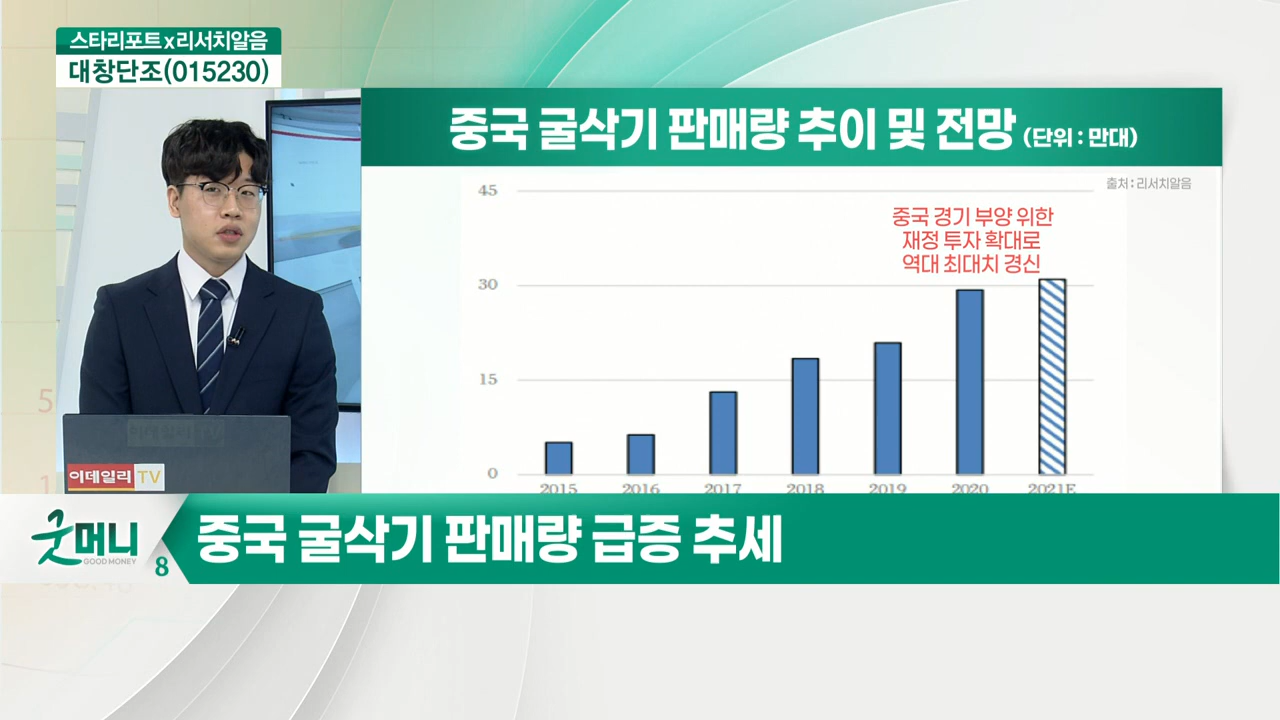 스타리포트x리서치알음
대창단조(015230)
중국 굴삭기 판매량 추이 및 전망 (단위 : 만대)
출처 : 리서치알음
중국 경기 부양 위한
재정 투자 확대로
역대 최대치 경신
45
30
15
0
2015 2016 2017 2018 2019 2020 2021E
이데일리 TV
굿머니
GOOD MONEY
8
중국 굴삭기 판매량 급증 추세